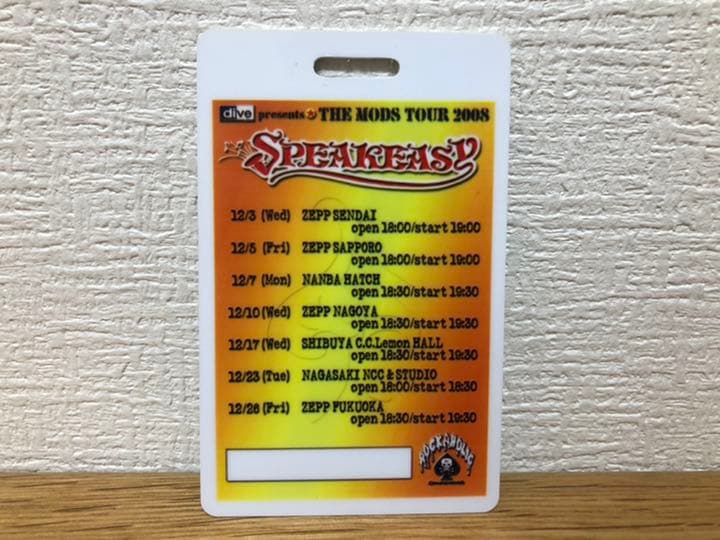 dive presents THE MODS TOUR 2008
SPEAKEASY
12/3 (Wed) ZEPP SENDAI
open 18:00/start 19:00
12/5 (Fri) ZEPP SAPPORO
open 18:00/start 19:00
12/7 (Mon) NANBA HATCH
open 18:30/start 19:30
12/10(Wed) ZEPP NAGOYA
open 18:30/start 19:30
12/17(Wed) SHIBUYA C.C.Lemon HALL
open 18:30/start 19:30
12/23(Tue) NAGASAKI NCC & STUDIO
open 18:00/start 18:30
12/26(Fri) ZEPP FUKUOKA
open 18:30/start 19:30
ROCKAHOLIC